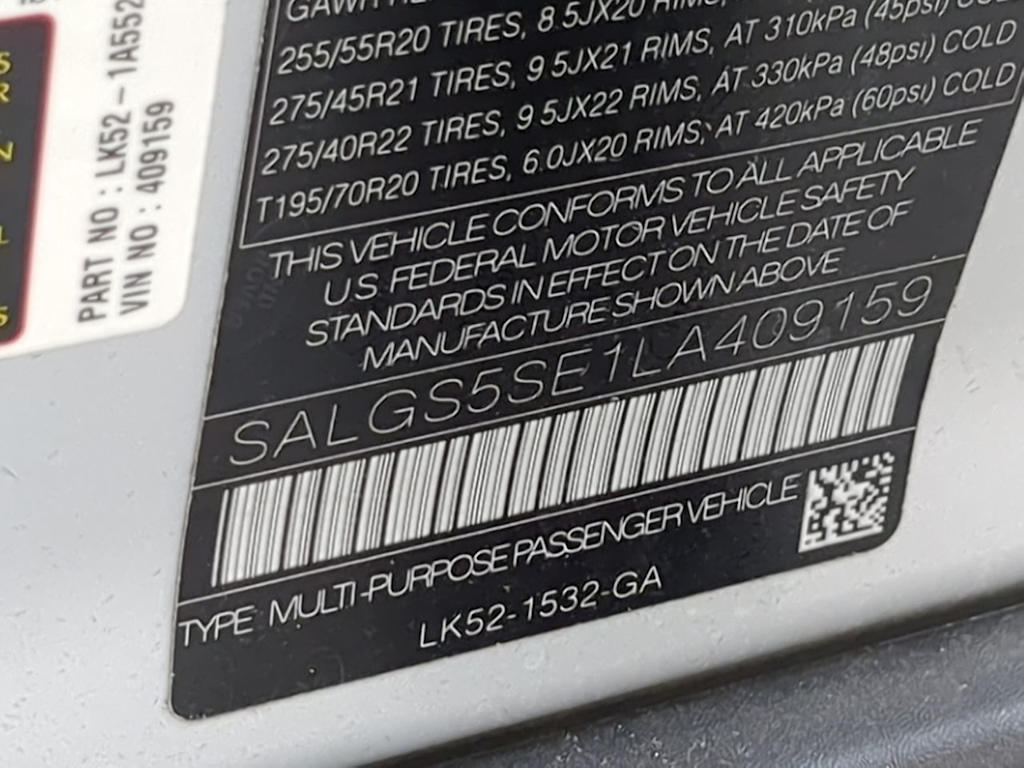 PART NO : LK52-1A552
VIN NO : 409159
255/55R20 TIRES, 8 5JX20 RIMS,
275/45R21 TIRES, 9 5JX21 RIMS, AT 310kPa (45psi) COLD
275/40R22 TIRES, 9 5JX22 RIMS, AT 330kPa (48psi) COLD
T195/70R20 TIRES, 6.0JX20 RIMS, AT 420kPa (60psi) COLD
THIS VEHICLE CONFORMS TO ALL APPLICABLE
U.S. FEDERAL MOTOR VEHICLE SAFETY
STANDARDS IN EFFECT ON THE DATE OF
MANUFACTURE SHOWN ABOVE
SALGS5SE1LA409159
TYPE MULTI-PURPOSE PASSENGER VEHICLE
LK52-1532-GA